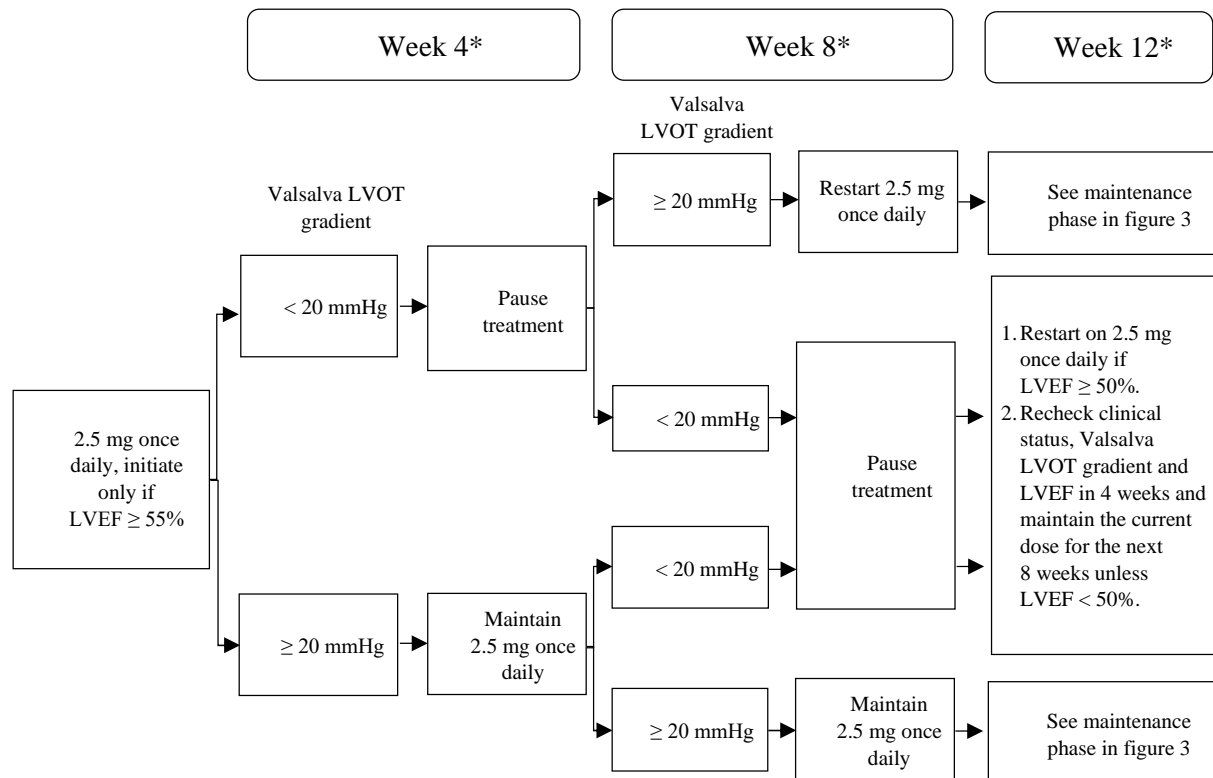 Week 4*
Week 8*
Week 12*
Valsalva LVOT
gradient
Valsalva
LVOT gradient
2.5 mg once
daily, initiate
only if
LVEF ≥ 55%
< 20 mmHg
Pause
treatment
≥ 20 mmHg
Restart 2.5 mg
once daily
See maintenance
phase in figure 3
< 20 mmHg
Pause
treatment
1. Restart on 2.5 mg
once daily if
LVEF ≥ 50%.
2. Recheck clinical
status, Valsalva
LVOT gradient and
LVEF in 4 weeks and
maintain the current
dose for the next
8 weeks unless
LVEF < 50%.
≥ 20 mmHg
Maintain
2.5 mg once
daily
< 20 mmHg
≥ 20 mmHg
Maintain
2.5 mg once
daily
See maintenance
phase in figure 3